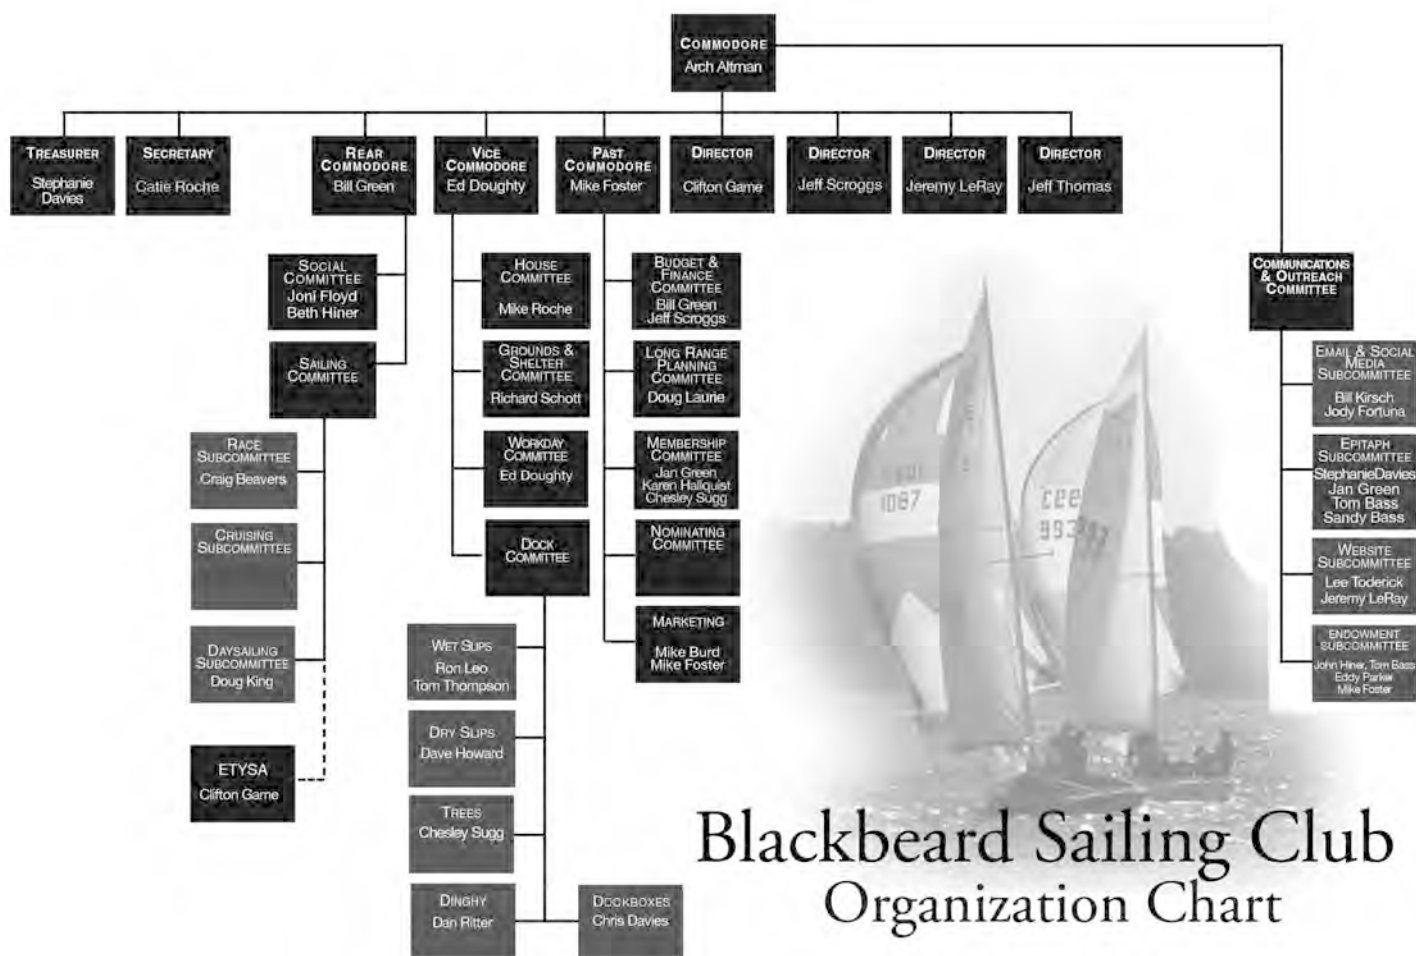 COMMODORE
Arch Altman
TREASURER
Stephanie
Davies
SECRETARY
Catie Roche
REAR
COMMODORE
Bill Green
VICE
COMMODORE
Ed Doughty
PAST
COMMODORE
Mike Foster
DIRECTOR
Clifton Game
DIRECTOR
Jeff Scroggs
DIRECTOR
Jeremy LeRay
DIRECTOR
Jeff Thomas
SOCIAL
COMMITTEE
Joni Floyd
Beth Hiner
SAILING
COMMITTEE
RACE
SUBCOMMITTEE
Craig Beavers
CRUISING
SUBCOMMITTEE
DAYSAILING
SUBCOMMITTEE
Doug King
ETYSA
Clifton Game
HOUSE
COMMITTEE
Mike Roche
GROUNDS &
SHELTER
COMMITTEE
Richard Schott
WORKDAY
COMMITTEE
Ed Doughty
DOCK
COMMITTEE
WET SLIPS
Ron Leo
Tom Thompson
DRY SLIPS
Dave Howard
TREES
Chesley Sugg
DINGHY
Dan Ritter
DOCKBOXES
Chris Davies
BUDGET &
FINANCE
COMMITTEE
Bill Green
Jeff Scroggs
LONG RANGE
PLANNING
COMMITTEE
Doug Laurie
MEMBERSHIP
COMMITTEE
Jan Green
Karen Hallquist
Chesley Sugg
NOMINATING
COMMITTEE
MARKETING
Mike Burd
Mike Foster
COMMUNICATIONS
& OUTREACH
COMMITTEE
EMAIL & SOCIAL
MEDIA
SUBCOMMITTEE
Bill Kirsch
Jody Fortuna
EPITAPH
SUBCOMMITTEE
StephanieDavies
Jan Green
Tom Bass
Sandy Bass
WEBSITE
SUBCOMMITTEE
Lee Toderick
Jeremy LeRay
ENDOWMENT
SUBCOMMITTEE
John Hiner, Tom Bass
Eddy Parker
Mike Foster
1087
Blackbeard Sailing Club
Organization Chart